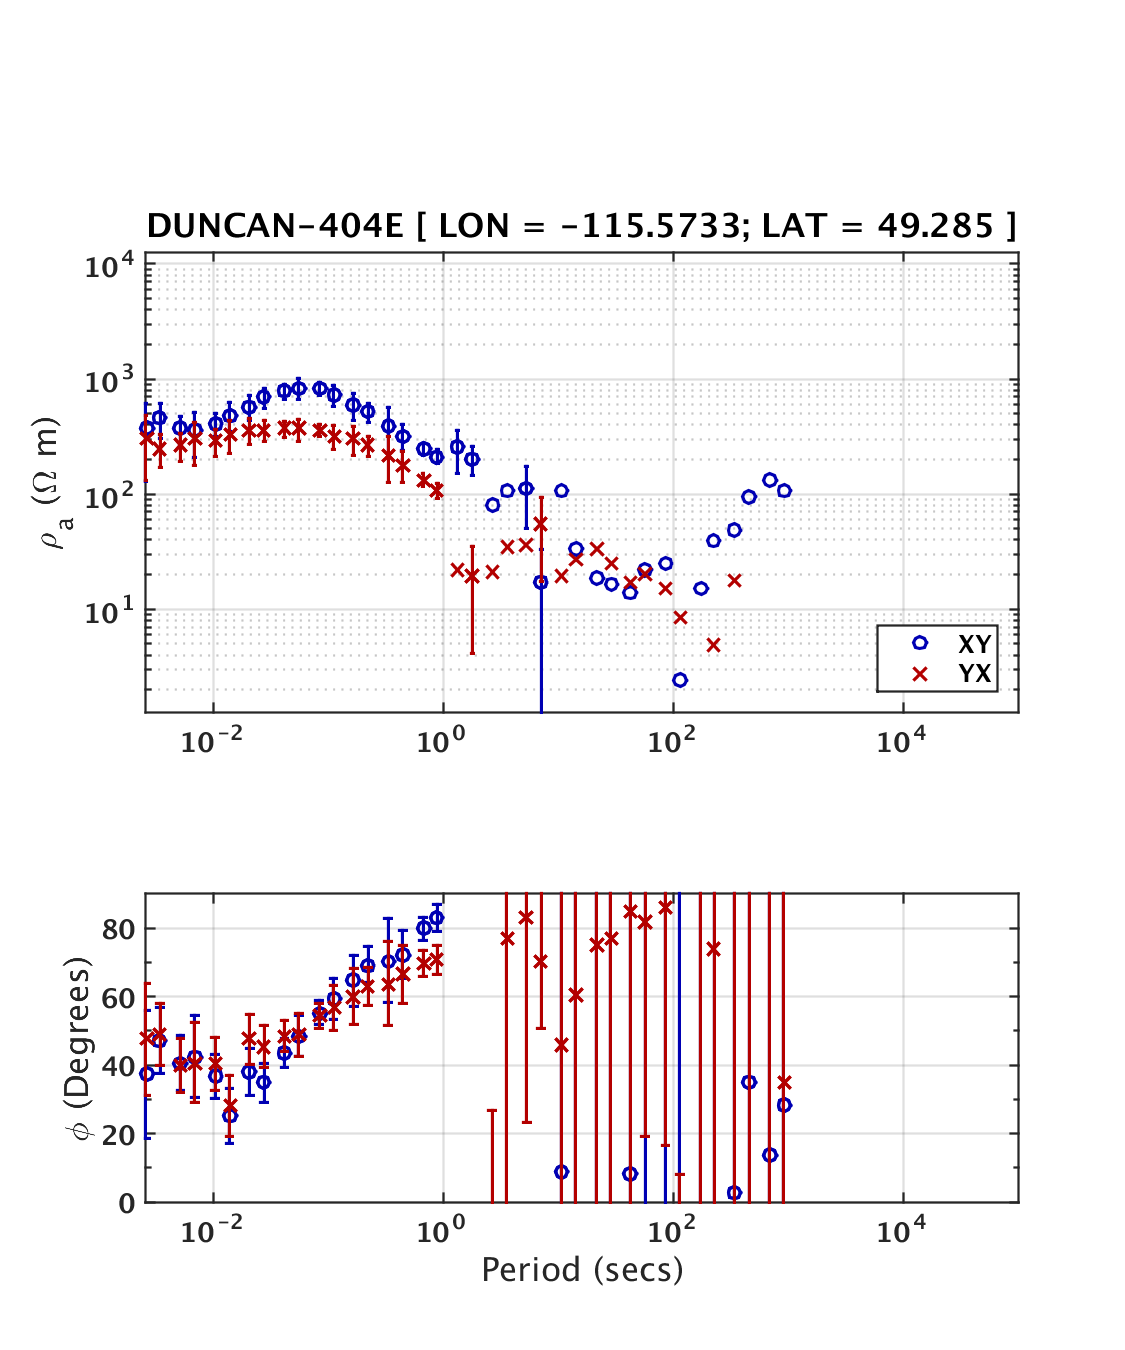 DUNCAN-404E [ LON = -115.5733; LAT = 49.285 ]
10^4
10^3
10^2
10^1
ρ_a (Ω m)
XY
YX
10^-2 10^0 10^2 10^4
80
60
40
20
0
ϕ (Degrees)
10^-2 10^0 10^2 10^4
Period (secs)